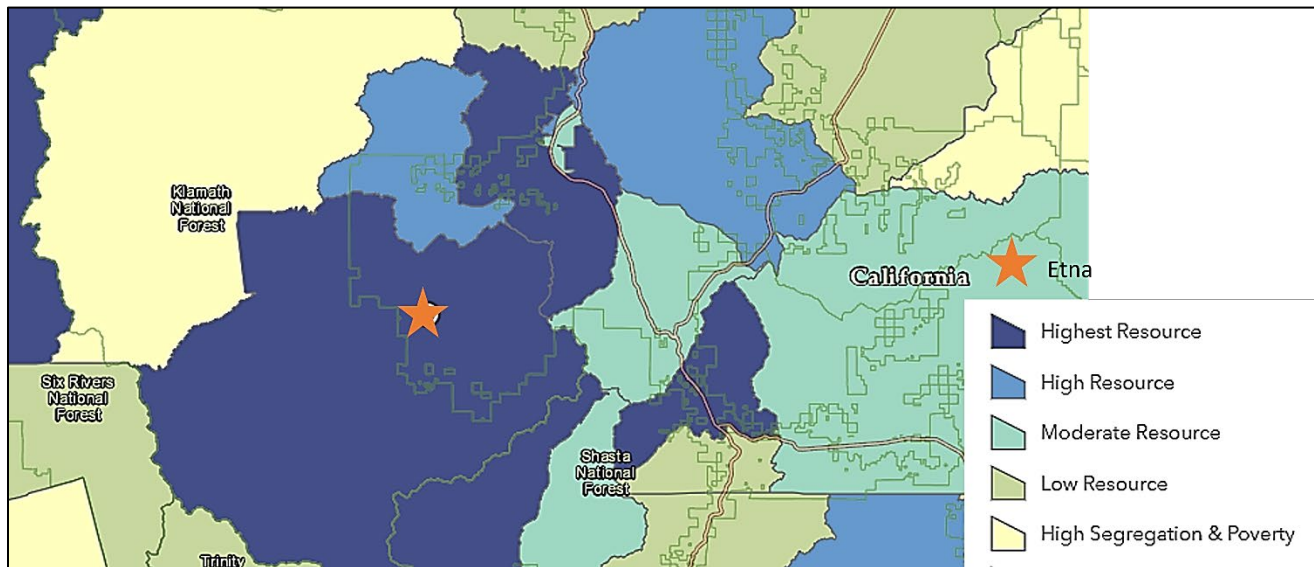 Klamath
National
Forest
California
Etna
Six Rivers
National
Forest
Shasta
National
Forest
Trinity
Highest Resource
High Resource
Moderate Resource
Low Resource
High Segregation & Poverty